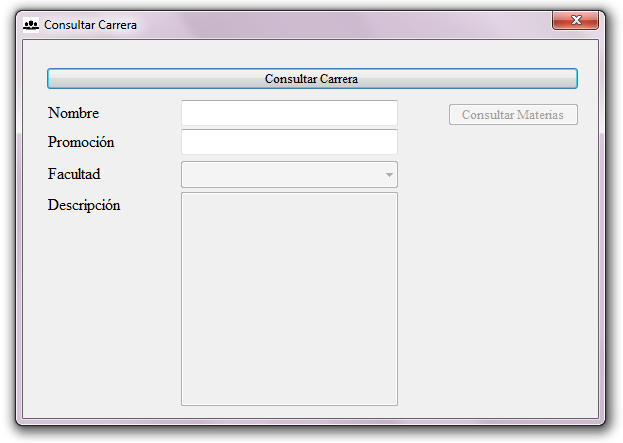 Consultar Carrera
Consultar Carrera
Nombre
Consultar Materias
Promoción
Facultad
Descripción